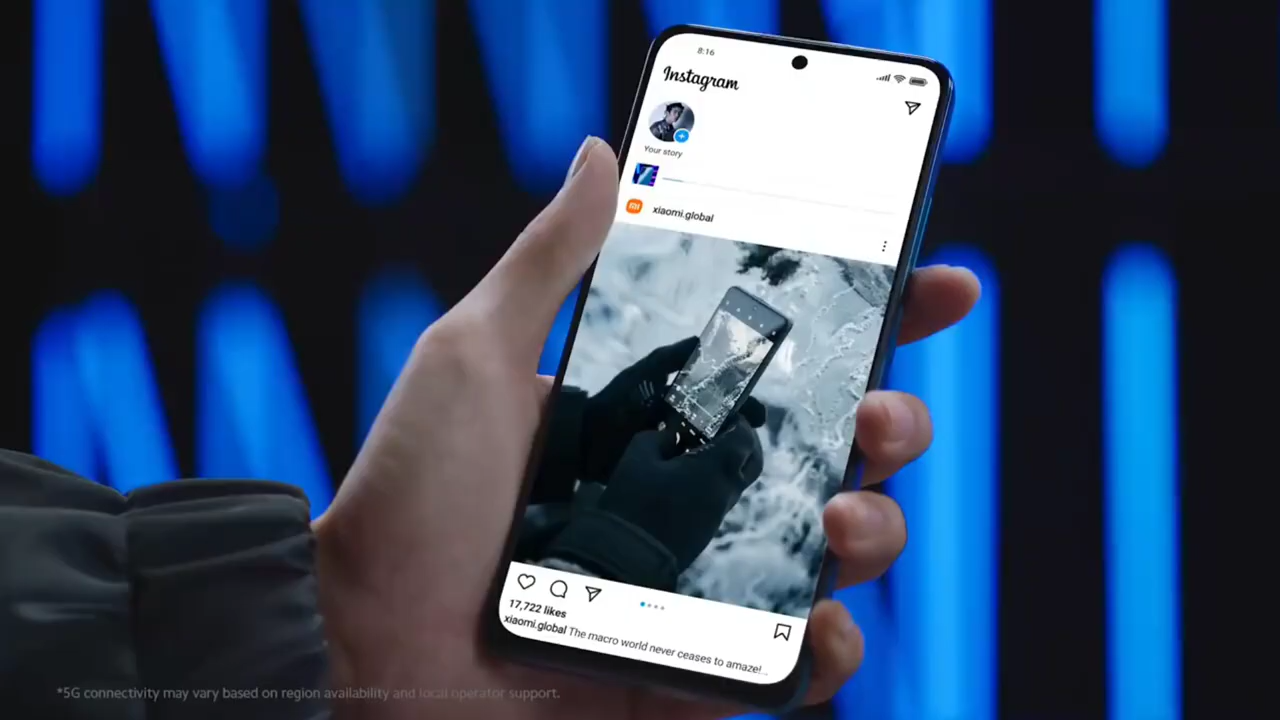 8:16
Instagram
Your story
xiaomi.global
17,722 likes
xiaomi.global The macro world never ceases to amaze!...
*5G connectivity may vary based on region availability and local operator support.